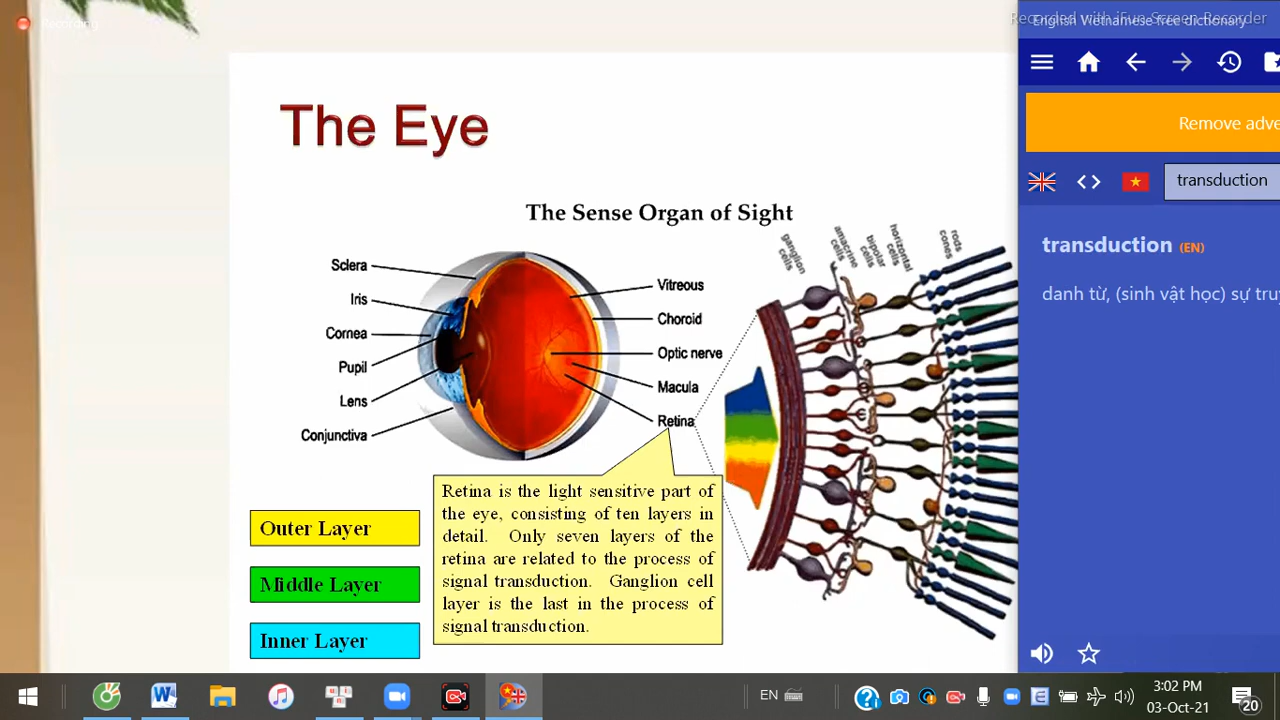 Recording
Recorded with iFun Screen Recorder
English Vietnamese free dictionary
The Eye
Remove adve
transduction
The Sense Organ of Sight
transduction (EN)
danh từ, (sinh vật học) sự tru
Sclera
Iris
Cornea
Pupil
Lens
Conjunctiva
Vitreous
Choroid
Optic nerve
Macula
Retina
ganglion
cells
amacrine
cells
bipolar
cells
horizontal
cells
rods
cones
Retina is the light sensitive part of
the eye, consisting of ten layers in
detail. Only seven layers of the
retina are related to the process of
signal transduction. Ganglion cell
layer is the last in the process of
signal transduction.
Outer Layer
Middle Layer
Inner Layer
EN
3:02 PM
03-Oct-21
20